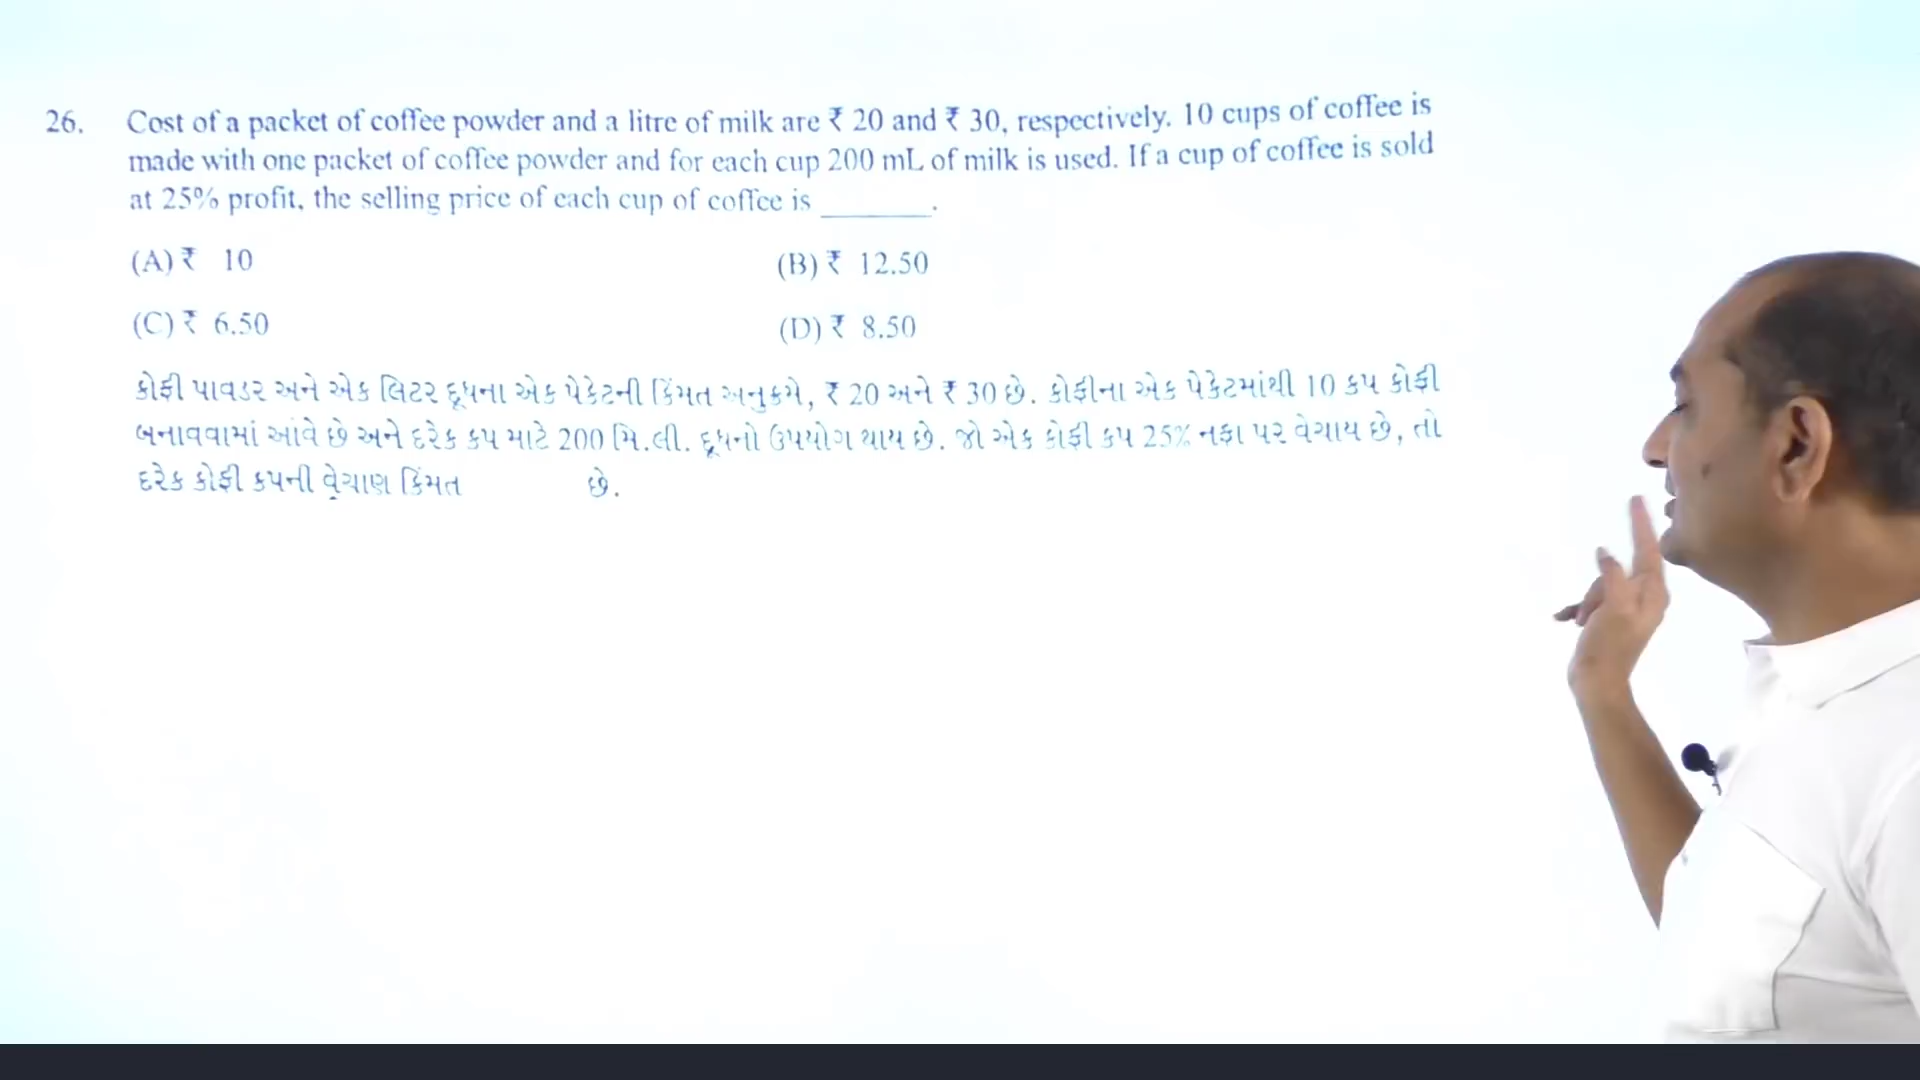 26. Cost of a packet of coffee powder and a litre of milk are ₹ 20 and ₹ 30, respectively. 10 cups of coffee is
made with one packet of coffee powder and for each cup 200 mL of milk is used. If a cup of coffee is sold
at 25% profit, the selling price of each cup of coffee is ________.
(A) ₹ 10 (B) ₹ 12.50
(C) ₹ 6.50 (D) ₹ 8.50
કોફી પાવડર અને એક લિટર દૂધના એક પેકેટની કિંમત અનુક્રમે, ₹ 20 અને ₹ 30 છે. કોફીના એક પેકેટમાંથી 10 કપ કોફી
બનાવવામાં આવે છે અને દરેક કપ માટે 200 મિ.લી. દૂધનો ઉપયોગ થાય છે. જો એક કોફી કપ 25% નફા પર વેચાય છે, તો
દરેક કોફી કપની વેચાણ કિંમત છે.